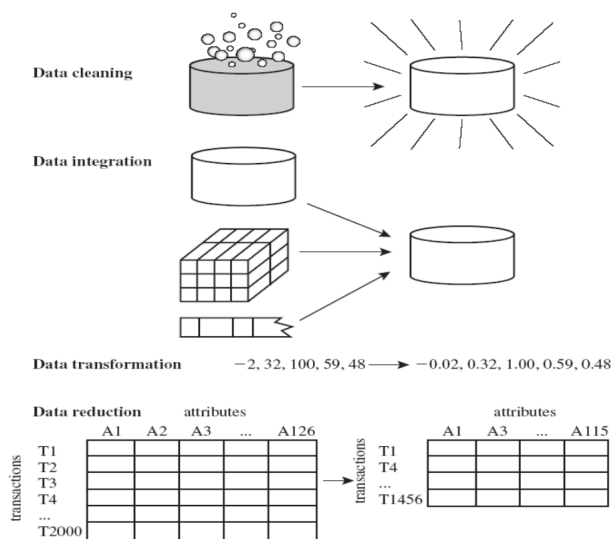 Data cleaning
Data integration
Data transformation −2, 32, 100, 59, 48 −0.02, 0.32, 1.00, 0.59, 0.48
Data reduction attributes
A1 A2 A3 ... A126
transactions
T1
T2
T3
T4
...
T2000
attributes
A1 A3 ... A115
transactions
T1
T4
...
T1456